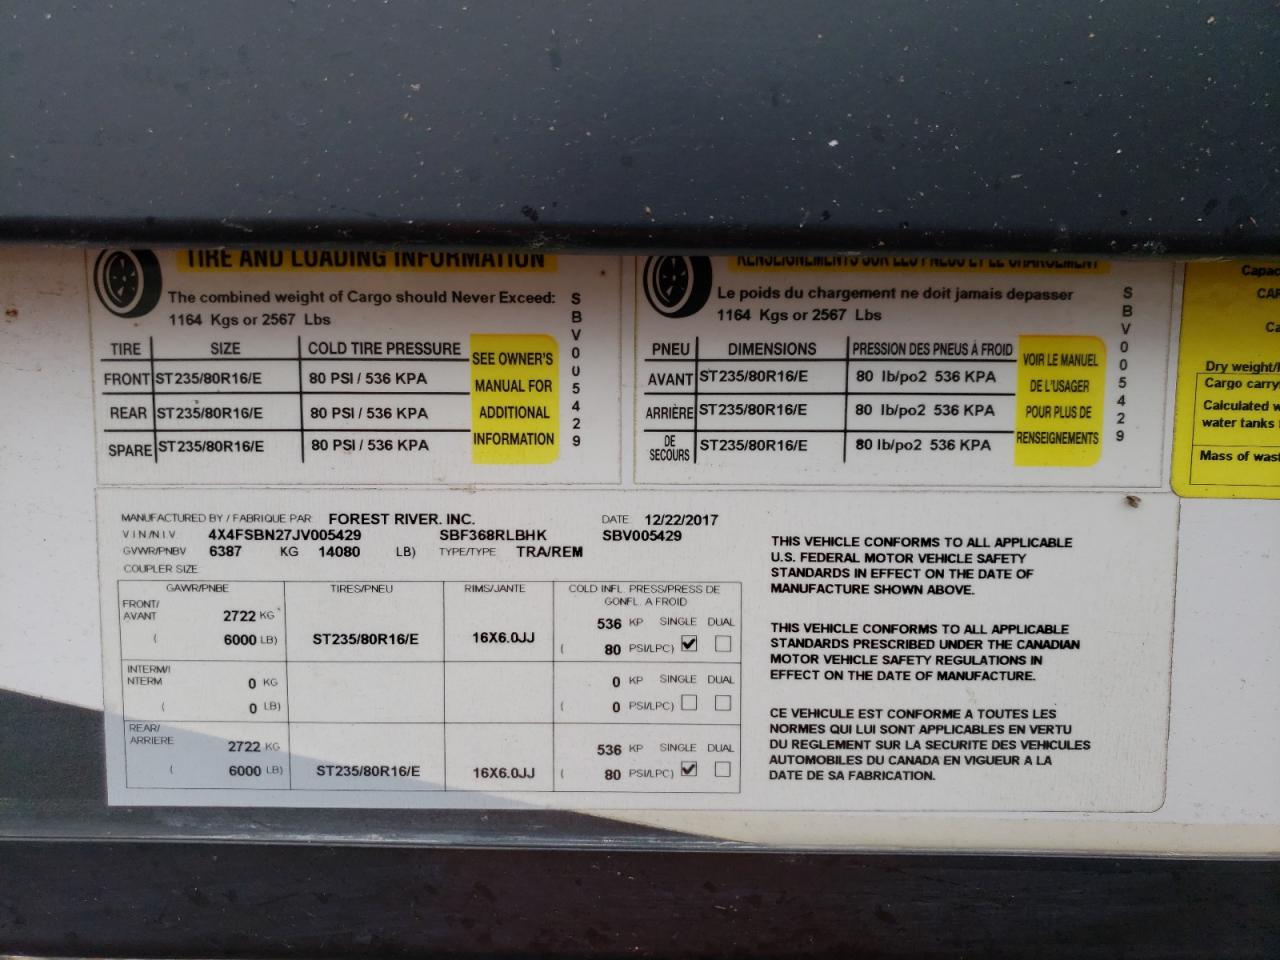 TIRE AND LOADING INFORMATION
The combined weight of Cargo should Never Exceed:
1164 Kgs or 2567 Lbs
TIRE SIZE COLD TIRE PRESSURE
FRONT ST235/80R16/E 80 PSI / 536 KPA
REAR ST235/80R16/E 80 PSI / 536 KPA
SPARE ST235/80R16/E 80 PSI / 536 KPA
SEE OWNER'S
MANUAL FOR
ADDITIONAL
INFORMATION
SBV005429
RENSEIGNEMENTS SUR LES PNEUS ET LE CHARGEMENT
Le poids du chargement ne doit jamais depasser
1164 Kgs or 2567 Lbs
PNEU DIMENSIONS PRESSION DES PNEUS À FROID
AVANT ST235/80R16/E 80 lb/po2 536 KPA
ARRIÈRE ST235/80R16/E 80 lb/po2 536 KPA
DE SECOURS ST235/80R16/E 80 lb/po2 536 KPA
VOIR LE MANUEL
DE L'USAGER
POUR PLUS DE
RENSEIGNEMENTS
SBV005429
Dry weight/
Cargo carry
Calculated w
water tanks
Mass of wast
MANUFACTURED BY / FABRIQUE PAR FOREST RIVER. INC. DATE 12/22/2017
V I N / N.I.V. 4X4FSBN27JV005429 SBF368RLBHK SBV005429
GVWR/PNBV 6387 KG 14080 LB) TYPE/TYPE TRA/REM
COUPLER SIZE
GAWR/PNBE TIRES/PNEU RIMS/JANTE COLD INFL. PRESS/PRESS DE
GONFL. A FROID
FRONT/
AVANT 2722 KG 536 KP SINGLE DUAL
( 6000 LB) ST235/80R16/E 16X6.0JJ ( 80 PSI/LPC)
INTERM/I
NTERM 0 KG 0 KP SINGLE DUAL
( 0 LB) ( 0 PSI/LPC)
REAR/
ARRIERE 2722 KG 536 KP SINGLE DUAL
( 6000 LB) ST235/80R16/E 16X6.0JJ ( 80 PSI/LPC)
THIS VEHICLE CONFORMS TO ALL APPLICABLE
U.S. FEDERAL MOTOR VEHICLE SAFETY
STANDARDS IN EFFECT ON THE DATE OF
MANUFACTURE SHOWN ABOVE.
THIS VEHICLE CONFORMS TO ALL APPLICABLE
STANDARDS PRESCRIBED UNDER THE CANADIAN
MOTOR VEHICLE SAFETY REGULATIONS IN
EFFECT ON THE DATE OF MANUFACTURE.
CE VEHICULE EST CONFORME A TOUTES LES
NORMES QUI LUI SONT APPLICABLES EN VERTU
DU REGLEMENT SUR LA SECURITE DES VEHICULES
AUTOMOBILES DU CANADA EN VIGUEUR A LA
DATE DE SA FABRICATION.